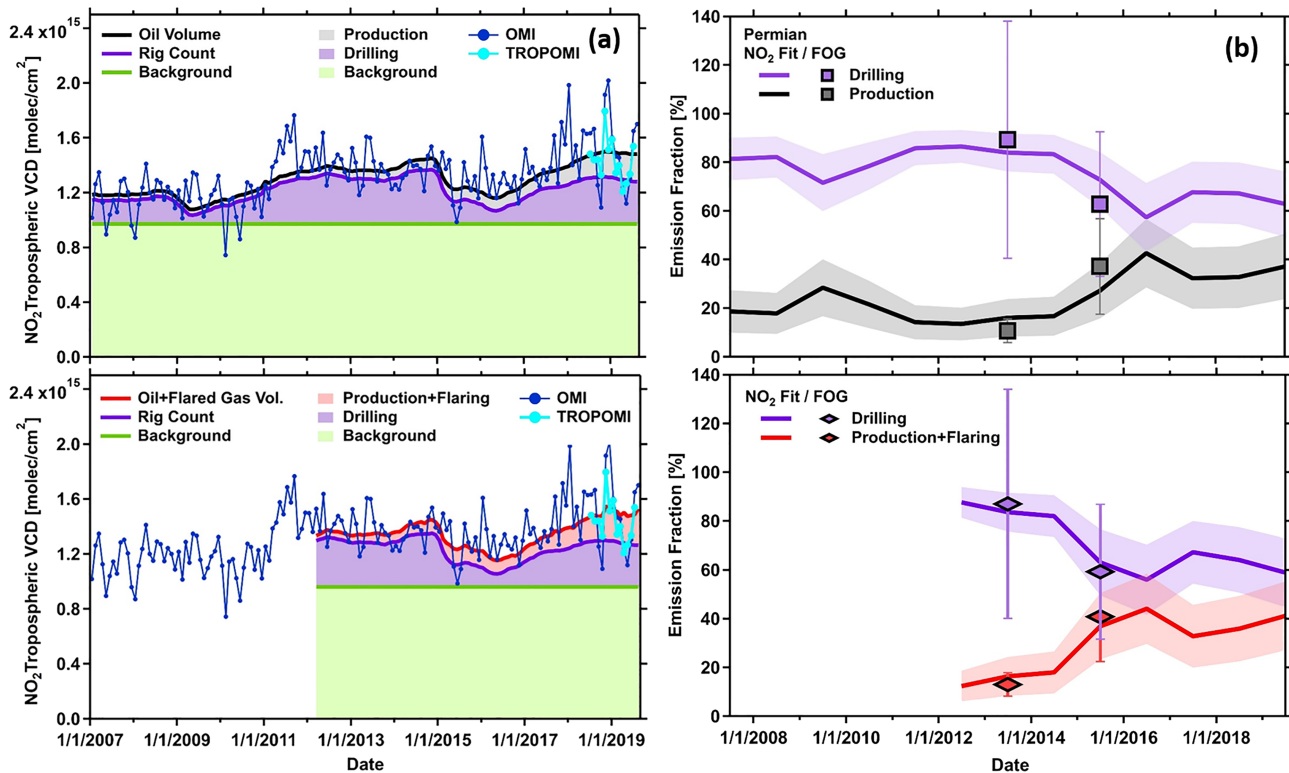 2.4 x10¹⁵
Oil Volume
Rig Count
Background
Production
Drilling
Background
OMI
TROPOMI
(a)
2.0
1.6
1.2
0.8
0.4
0.0
NO₂Tropospheric VCD [molec/cm²]
140
120
100
80
60
40
20
0
Emission Fraction [%]
Permian
NO₂ Fit / FOG
Drilling
Production
(b)
2.4 x10¹⁵
Oil+Flared Gas Vol.
Rig Count
Background
Production+Flaring
Drilling
Background
OMI
TROPOMI
2.0
1.6
1.2
0.8
0.4
0.0
NO₂Tropospheric VCD [molec/cm²]
1/1/2007
1/1/2009
1/1/2011
1/1/2013
1/1/2015
1/1/2017
1/1/2019
Date
140
120
100
80
60
40
20
0
Emission Fraction [%]
NO₂ Fit / FOG
Drilling
Production+Flaring
1/1/2008
1/1/2010
1/1/2012
1/1/2014
1/1/2016
1/1/2018
Date